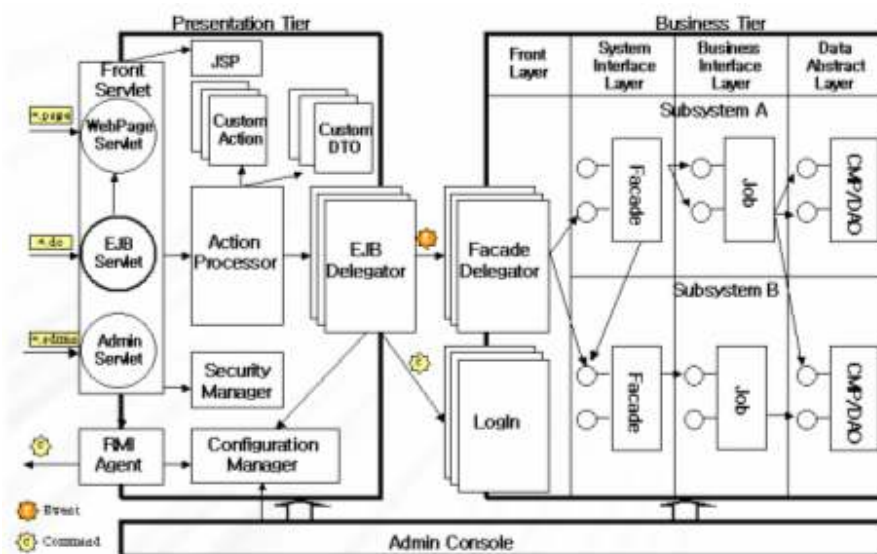 Presentation Tier
Business Tier
Front
Servlet
JSP
Front
Layer
System
Interface
Layer
Business
Interface
Layer
Data
Abstract
Layer
*.page
WebPage
Servlet
Custom
Action
Custom
DTO
Subsystem A
Facade
Job
CMP/DAO
*.do
EJB
Servlet
Action
Processor
EJB
Delegator
Facade
Delegator
Subsystem B
Admin
Servlet
Security
Manager
C
LogIn
Facade
Job
CMP/DAO
C
RMI
Agent
Configuration
Manager
Event
C
Command
Admin Console